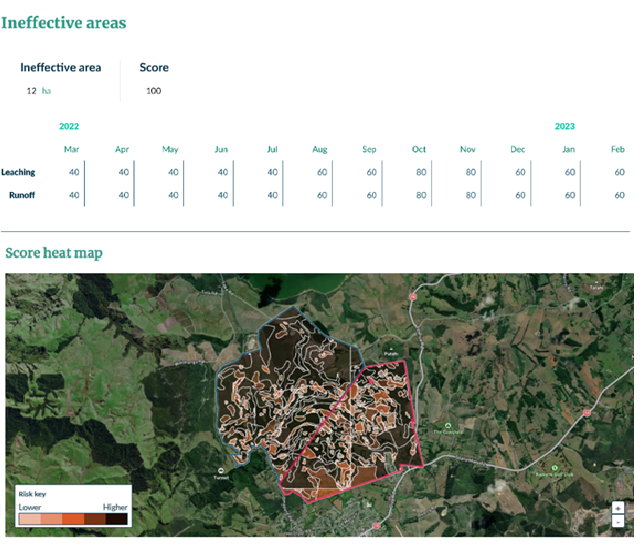 Ineffective areas
Ineffective area Score
12 ha 100
2022 2023
Mar Apr May Jun Jul Aug Sep Oct Nov Dec Jan Feb
Leaching 40 40 40 40 40 60 60 80 80 60 60 60
Runoff 40 40 40 40 40 60 60 80 80 60 60 60
Score heat map
Risk key:
Lower Higher
+
-